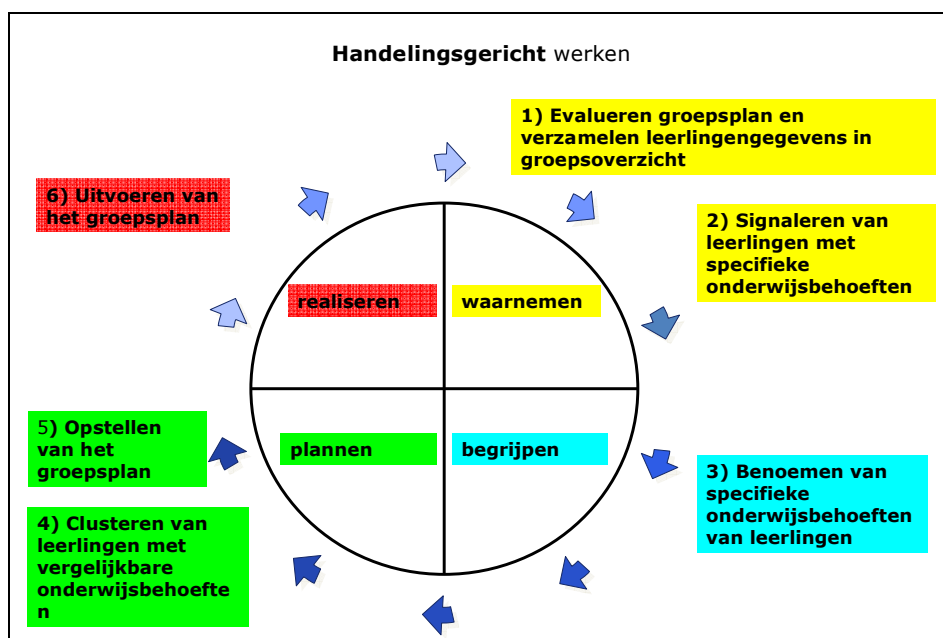 Handelingsgericht werken
1) Evalueren groepsplan en
verzamelen leerlingengegevens in
groepsoverzicht
6) Uitvoeren van
het groepsplan
2) Signaleren van
leerlingen met
specifieke
onderwijsbehoeften
realiseren
waarnemen
5) Opstellen
van het
groepsplan
plannen
begrijpen
3) Benoemen van
specifieke
onderwijsbehoeften
van leerlingen
4) Clusteren van
leerlingen met
vergelijkbare
onderwijsbehoefte
n